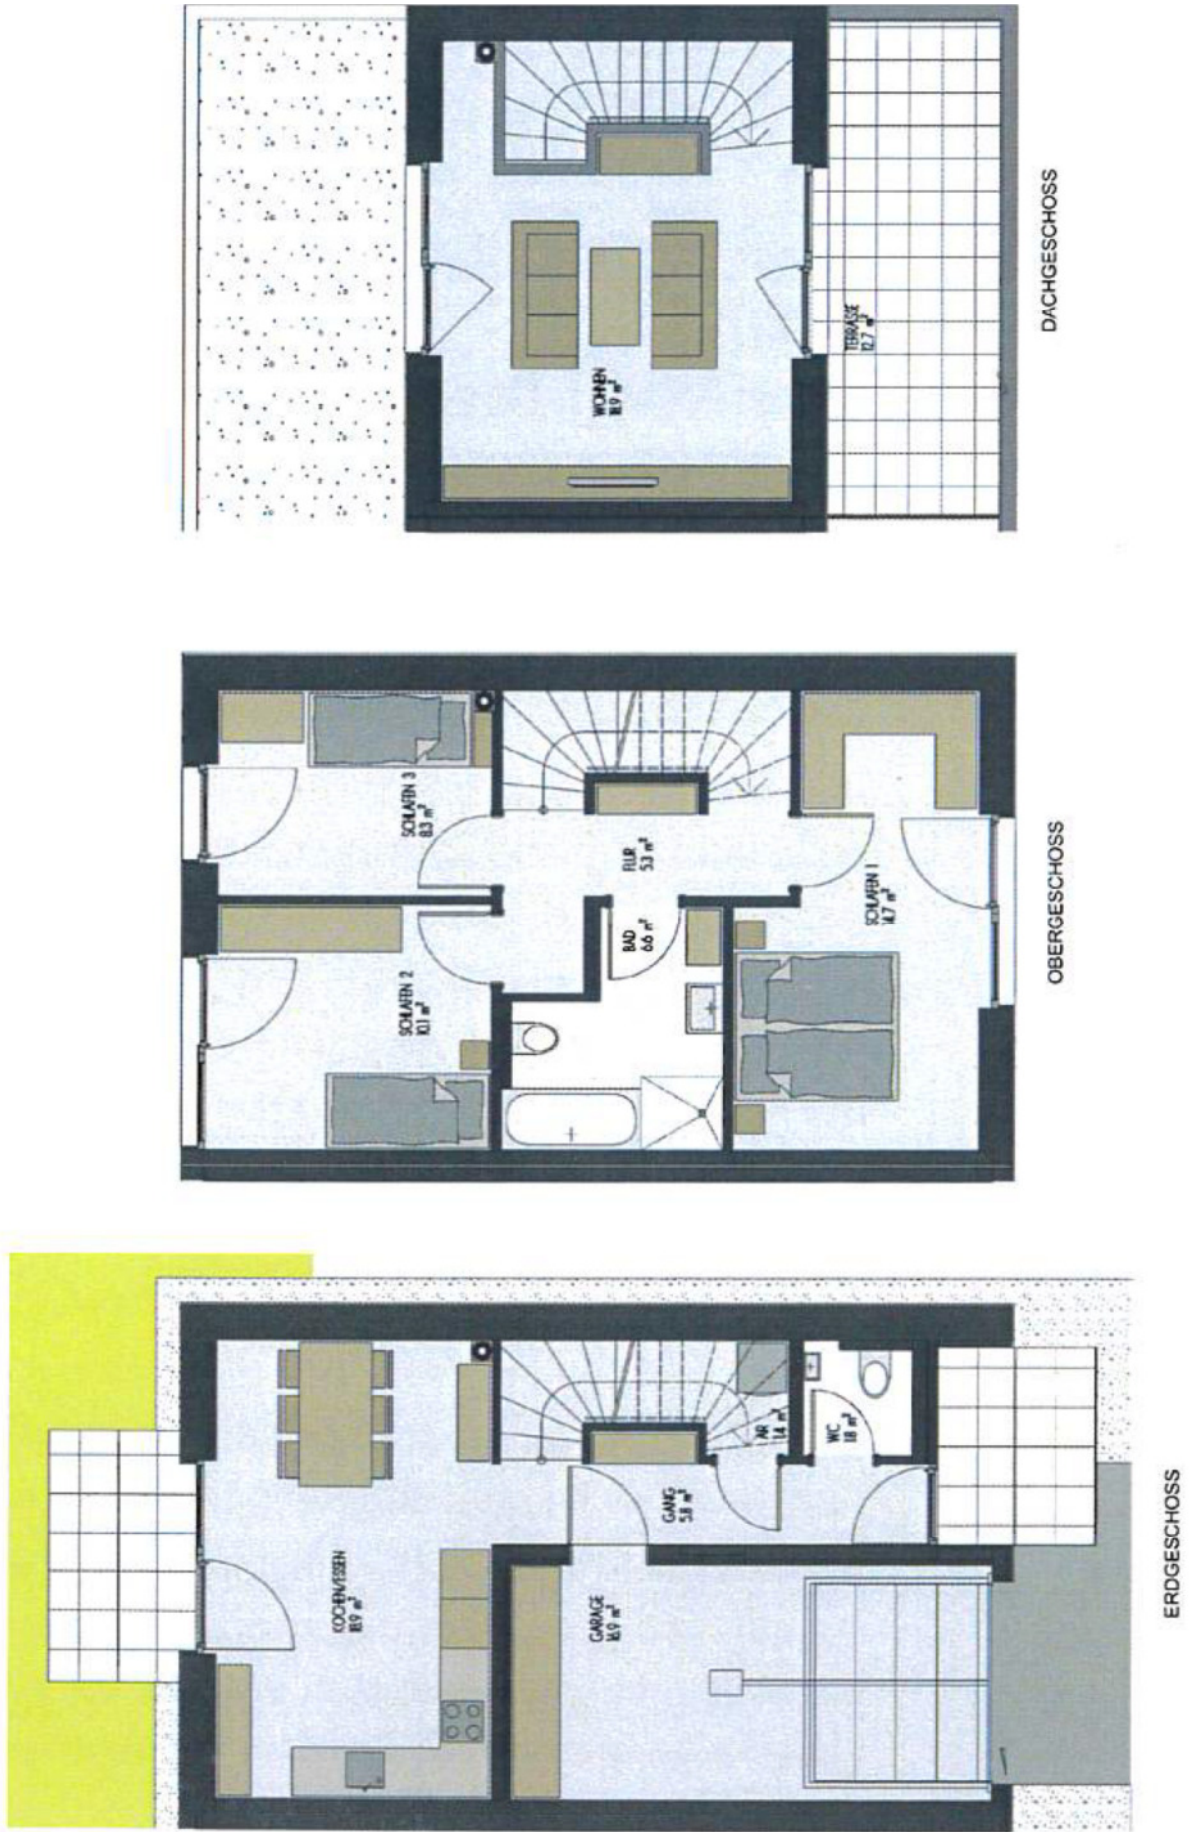 DACHGESCHOSS
WOHNEN
18.9 m²
TERRASSE
12.7 m²
OBERGESCHOSS
SCHLAFEN 3
8.3 m²
SCHLAFEN 2
10.1 m²
FLUR
5.3 m²
BAD
6.6 m²
SCHLAFEN 1
14.7 m²
ERDGESCHOSS
KOCHEN/ESSEN
18.9 m²
GANG
5.8 m²
AR
1.4 m²
WC
1.8 m²
GARAGE
16.9 m²